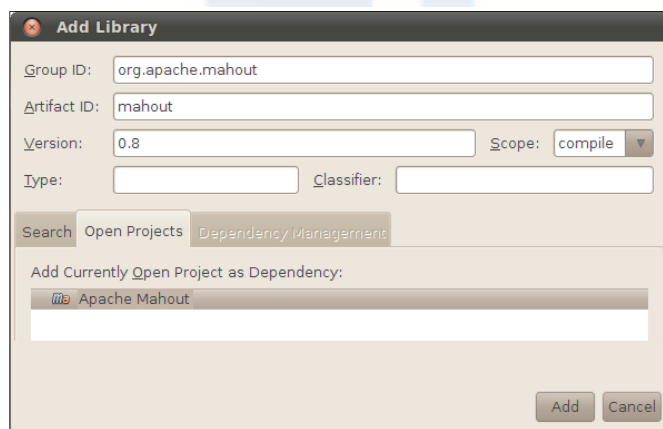 Add Library
Group ID: org.apache.mahout
Artifact ID: mahout
Version: 0.8 Scope: compile
Type: Classifier:
Search Open Projects Dependency Management
Add Currently Open Project as Dependency:
Apache Mahout
Add Cancel